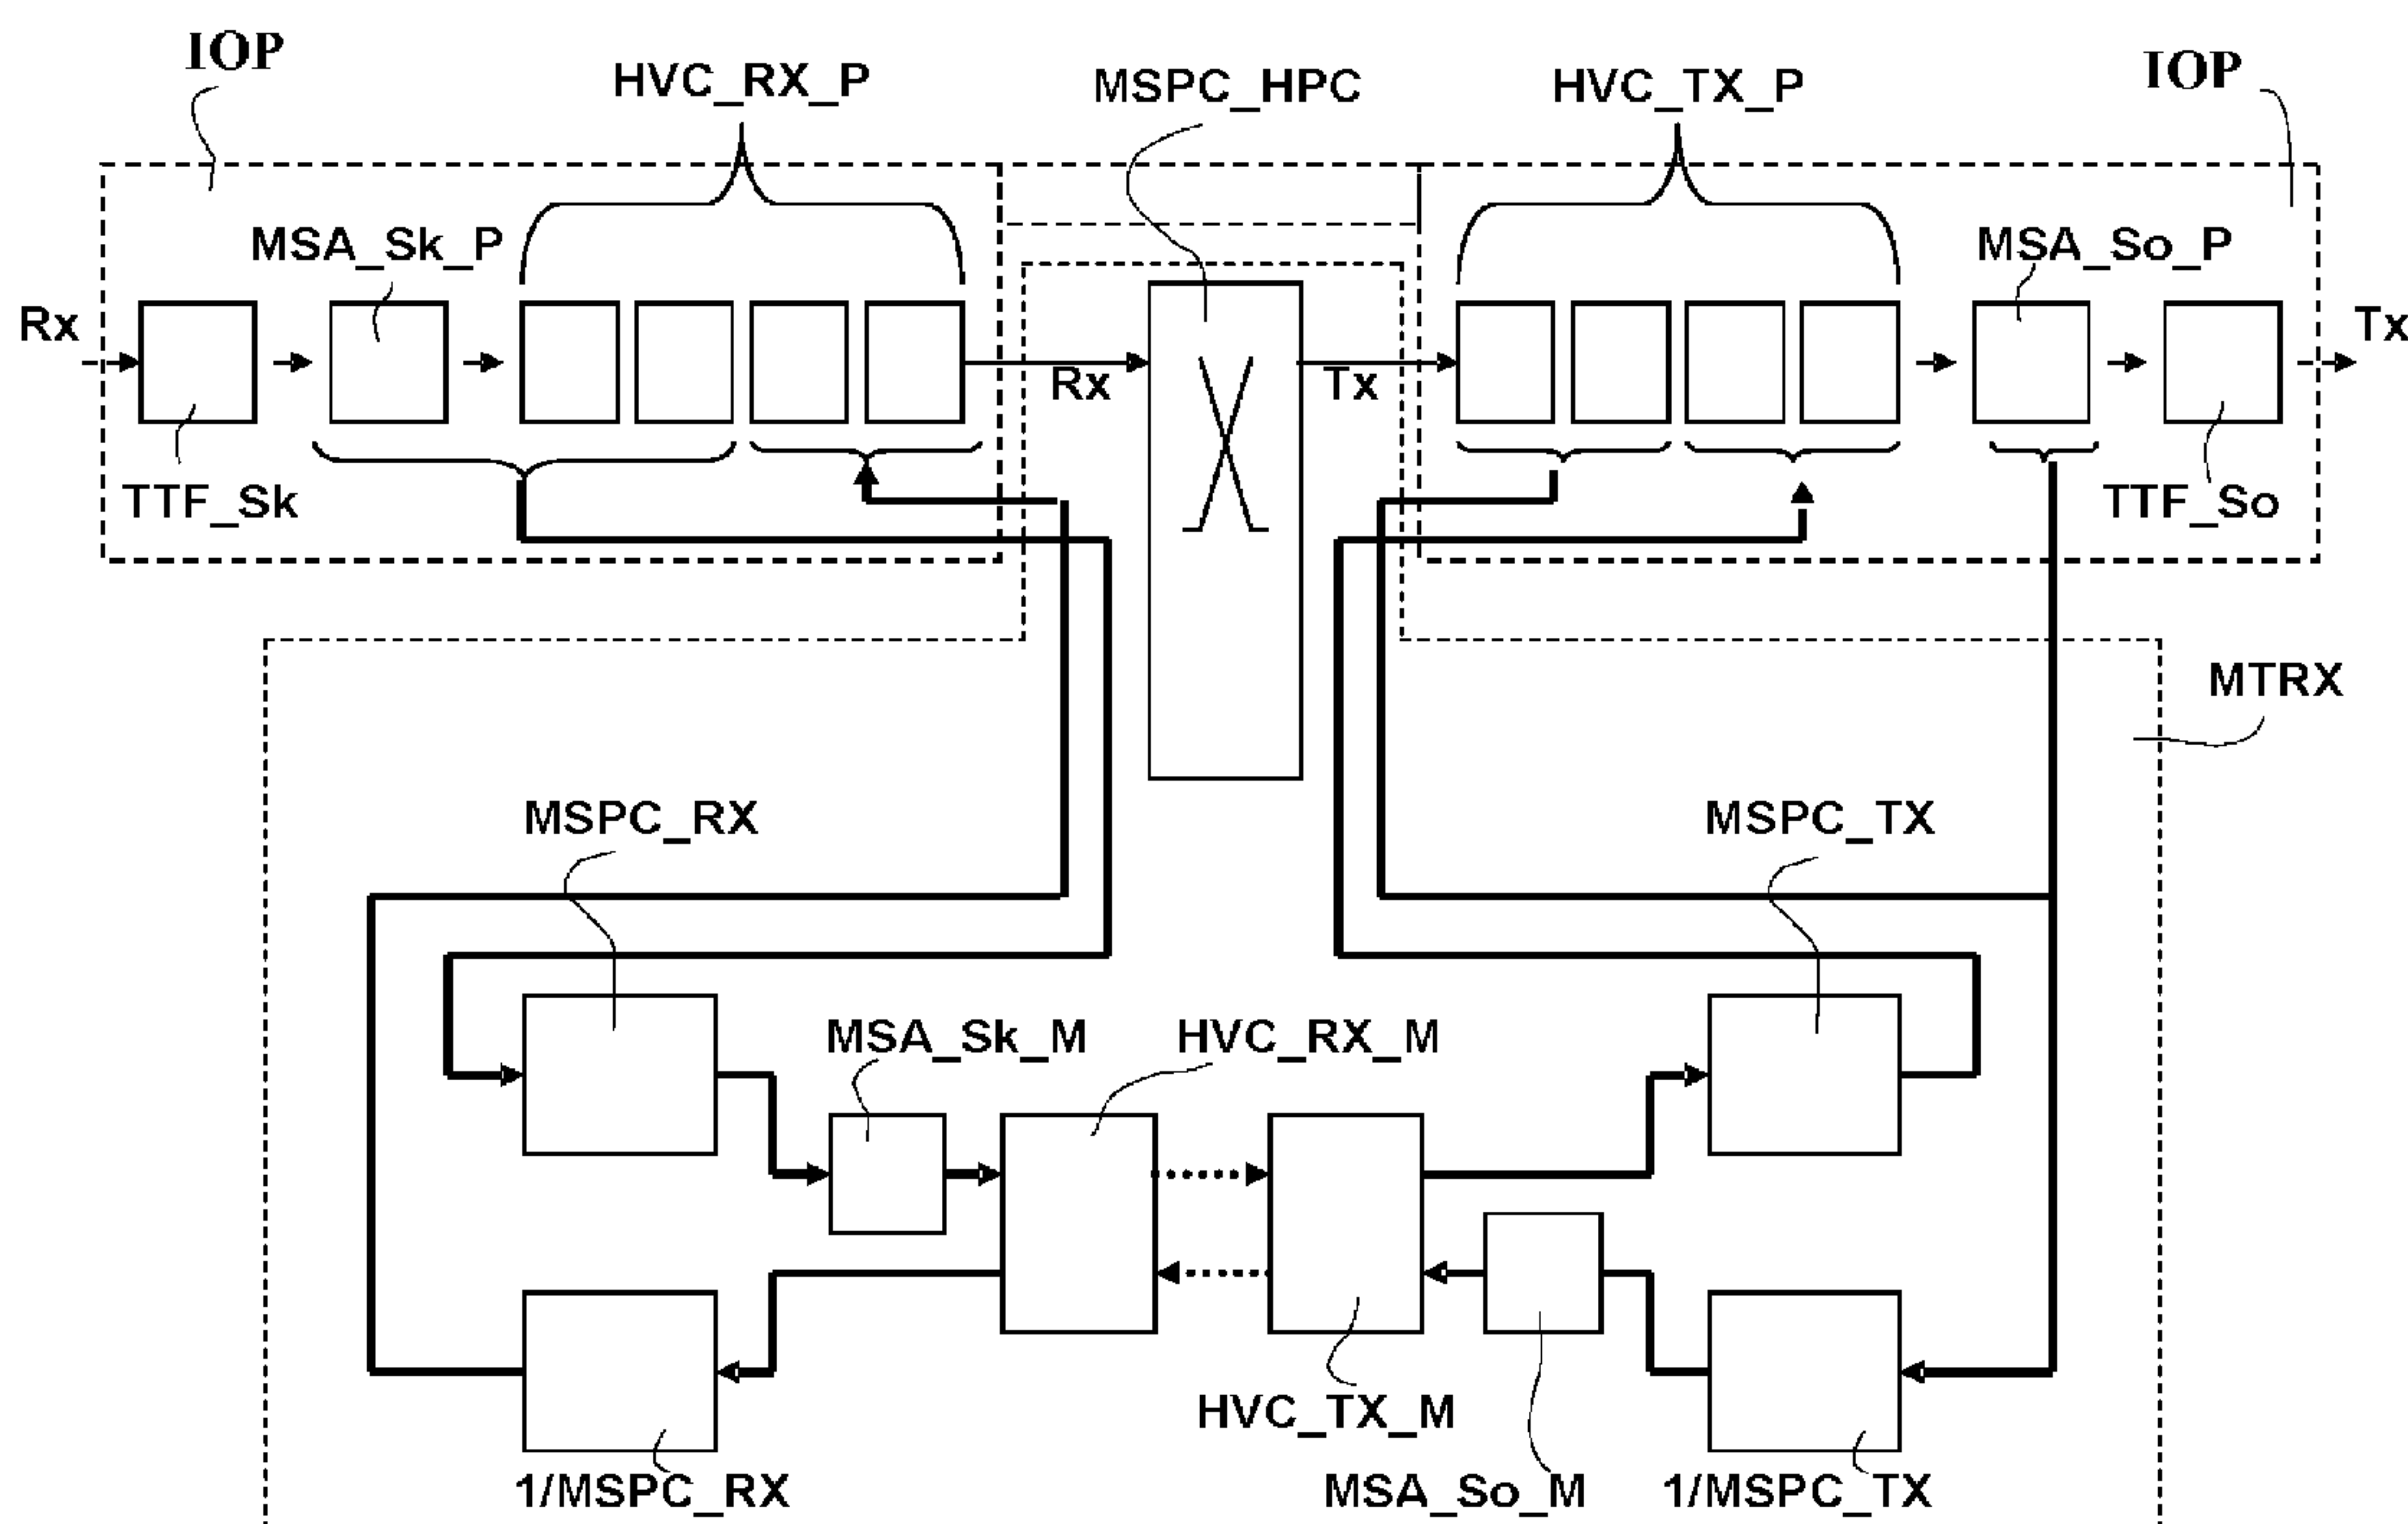 IOP
HVC_RX_P
MSPC_HPC
HVC_TX_P
IOP
MSA_Sk_P
MSA_So_P
Rx
Rx
Tx
Tx
TTF_Sk
TTF_So
MTRX
MSPC_RX
MSPC_TX
MSA_Sk_M
HVC_RX_M
HVC_TX_M
1/MSPC_RX
MSA_So_M
1/MSPC_TX